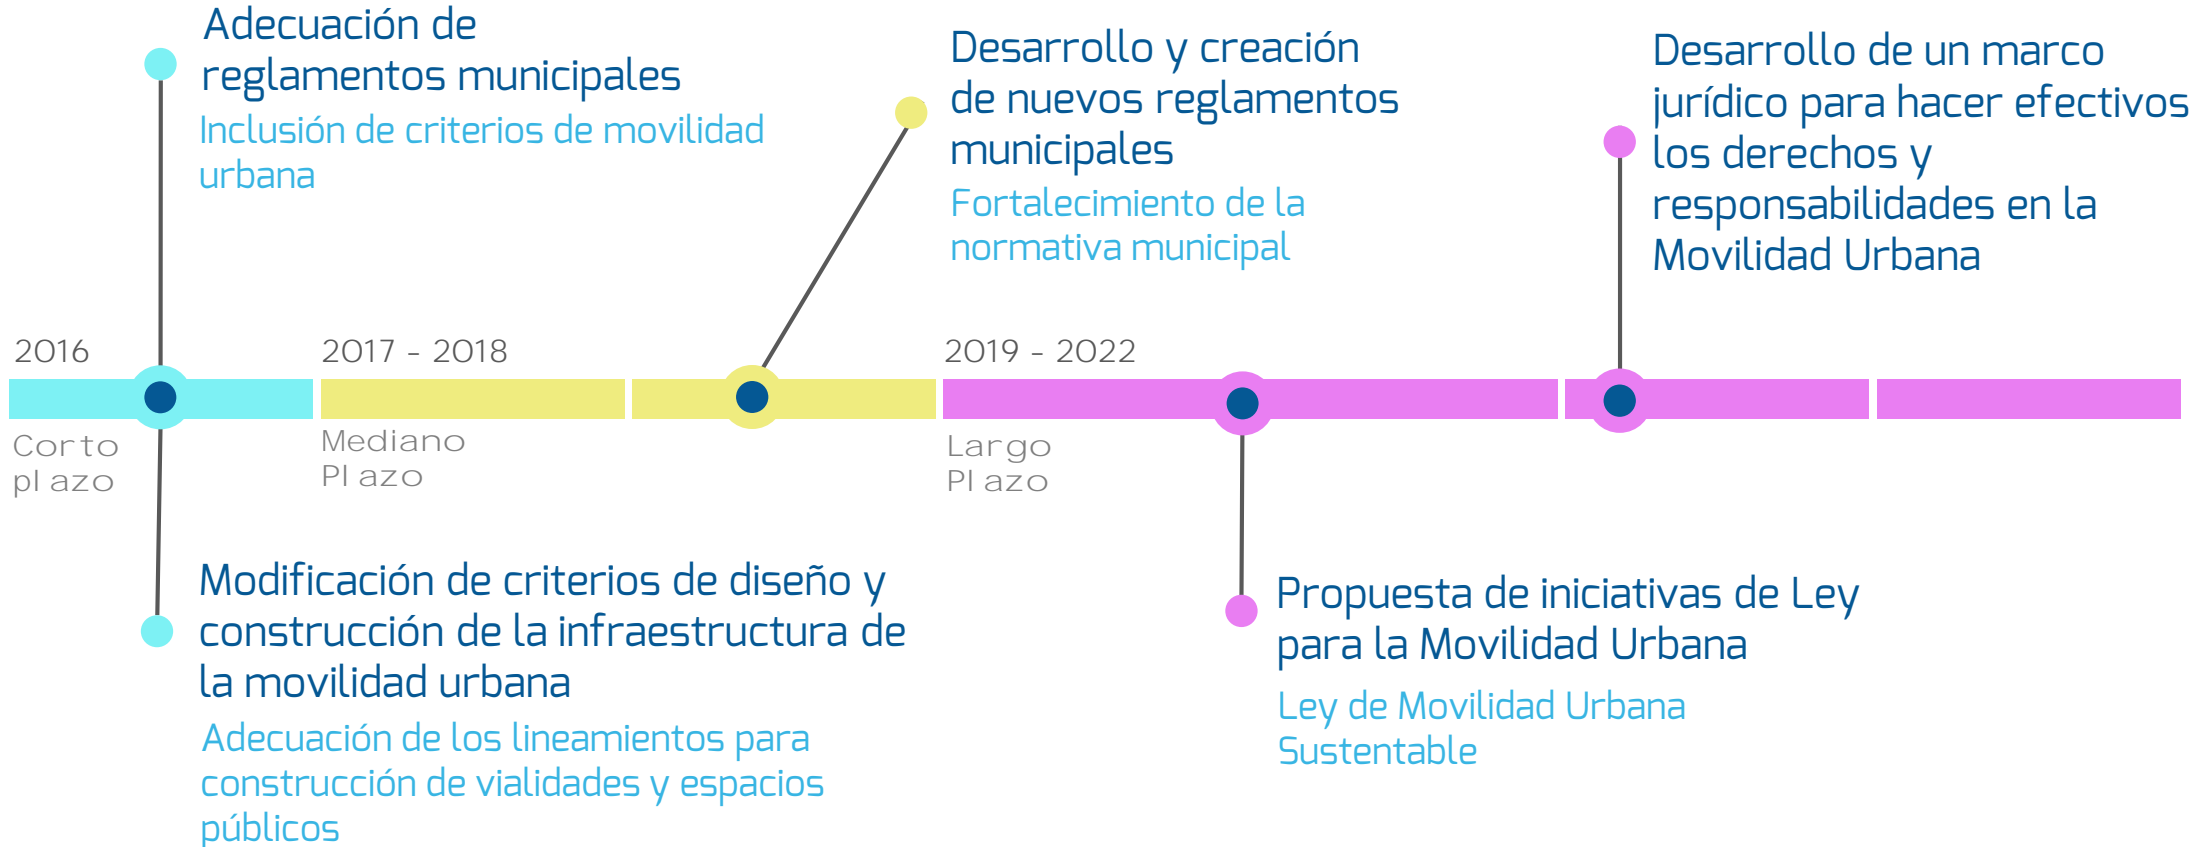 Adecuación de
reglamentos municipales
Inclusión de criterios de movilidad
urbana
Desarrollo y creación
de nuevos reglamentos
municipales
Fortalecimiento de la
normativa municipal
Desarrollo de un marco
jurídico para hacer efectivos
los derechos y
responsabilidades en la
Movilidad Urbana
2016
2017 - 2018
2019 - 2022
Corto
plazo
Mediano
Plazo
Largo
Plazo
Modificación de criterios de diseño y
construcción de la infraestructura de
la movilidad urbana
Adecuación de los lineamientos para
construcción de vialidades y espacios
públicos
Propuesta de iniciativas de Ley
para la Movilidad Urbana
Ley de Movilidad Urbana
Sustentable